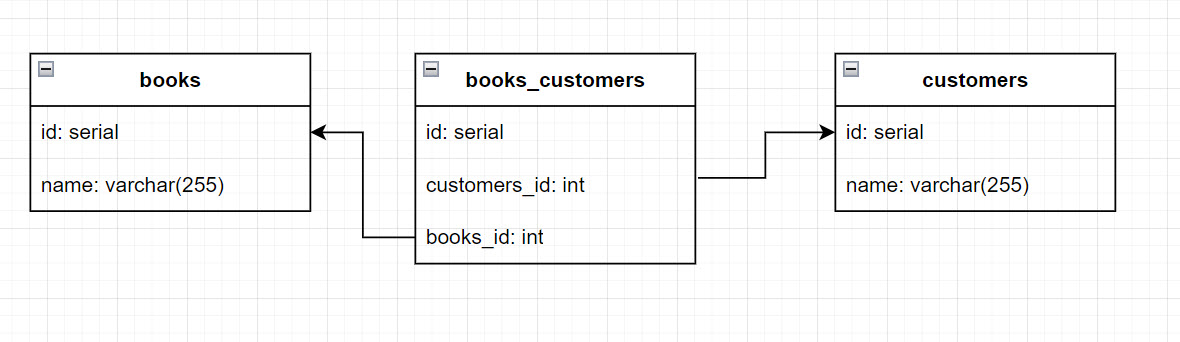 books
id: serial
name: varchar(255)
books_customers
id: serial
customers_id: int
books_id: int
customers
id: serial
name: varchar(255)